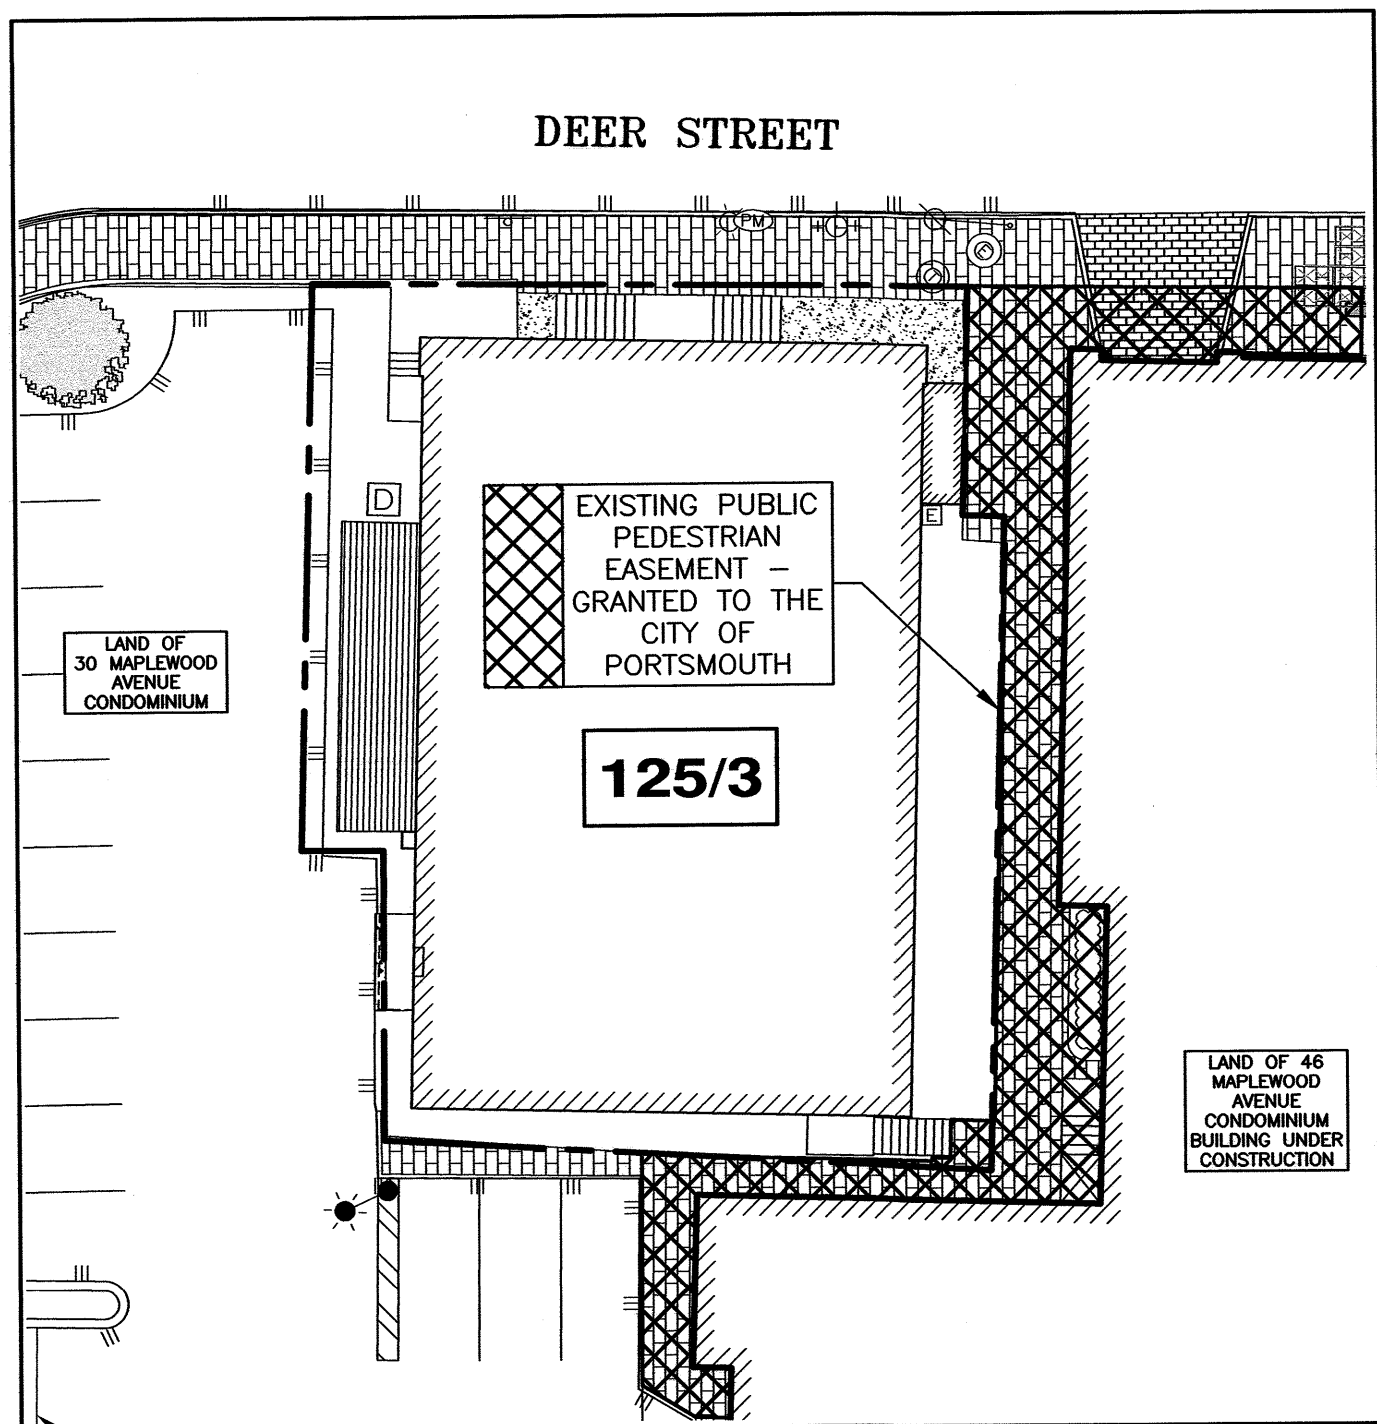 DEER STREET
PM
E
D
EXISTING PUBLIC
PEDESTRIAN
EASEMENT –
GRANTED TO THE
CITY OF
PORTSMOUTH
E
LAND OF
30 MAPLEWOOD
AVENUE
CONDOMINIUM
125/3
LAND OF 46
MAPLEWOOD
AVENUE
CONDOMINIUM
BUILDING UNDER
CONSTRUCTION